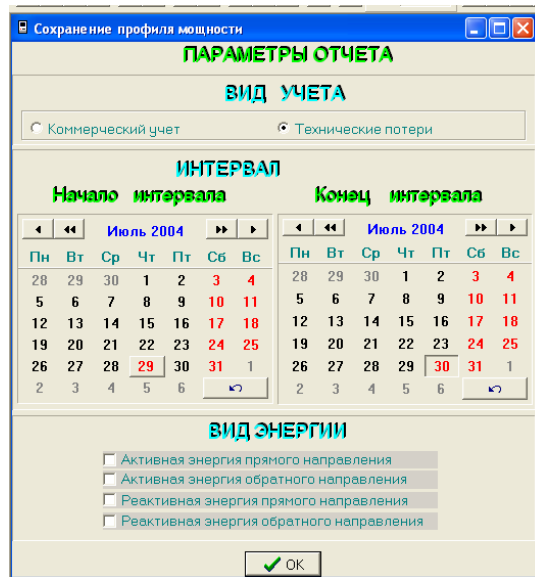 Сохранение профиля мощности
ПАРАМЕТРЫ ОТЧЕТА
ВИД УЧЕТА
Коммерческий учет Технические потери
ИНТЕРВАЛ
Начало интервала Конец интервала
Июль 2004 Июль 2004
Пн Вт Ср Чт Пт Сб Вс Пн Вт Ср Чт Пт Сб Вс
28 29 30 1 2 3 4 28 29 30 1 2 3 4
5 6 7 8 9 10 11 5 6 7 8 9 10 11
12 13 14 15 16 17 18 12 13 14 15 16 17 18
19 20 21 22 23 24 25 19 20 21 22 23 24 25
26 27 28 29 30 31 1 26 27 28 29 30 31 1
2 3 4 5 6 2 3 4 5 6
ВИД ЭНЕРГИИ
Активная энергия прямого направления
Активная энергия обратного направления
Реактивная энергия прямого направления
Реактивная энергия обратного направления
OK